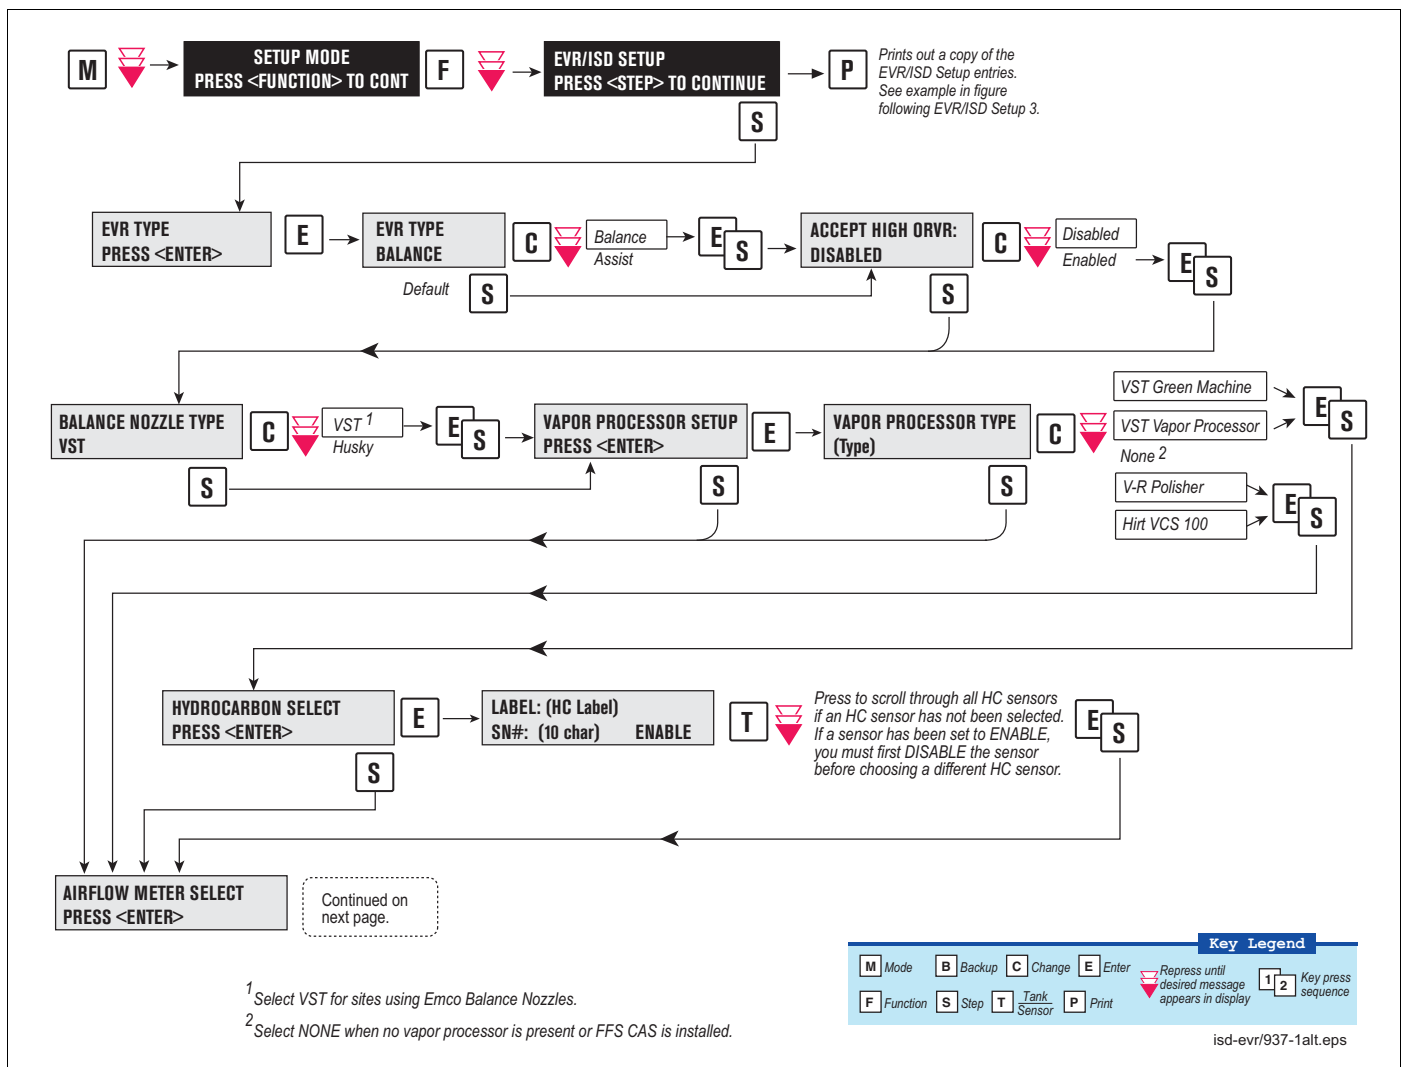 M
SETUP MODE
PRESS <FUNCTION> TO CONT
F
EVR/ISD SETUP
PRESS <STEP> TO CONTINUE
P
Prints out a copy of the
EVR/ISD Setup entries.
See example in figure
following EVR/ISD Setup 3.
S
EVR TYPE
PRESS <ENTER>
E
EVR TYPE
BALANCE
C
Balance
Assist
E
S
ACCEPT HIGH ORVR:
DISABLED
C
Disabled
Enabled
E
S
Default
S
S
BALANCE NOZZLE TYPE
VST
C
VST 1
Husky
E
S
VAPOR PROCESSOR SETUP
PRESS <ENTER>
E
VAPOR PROCESSOR TYPE
(Type)
C
VST Green Machine
VST Vapor Processor
None 2
E
S
V-R Polisher
Hirt VCS 100
E
S
S
S
S
HYDROCARBON SELECT
PRESS <ENTER>
E
LABEL: (HC Label)
SN#: (10 char) ENABLE
T
Press to scroll through all HC sensors
if an HC sensor has not been selected.
If a sensor has been set to ENABLE,
you must first DISABLE the sensor
before choosing a different HC sensor.
E
S
S
AIRFLOW METER SELECT
PRESS <ENTER>
Continued on
next page.
1 Select VST for sites using Emco Balance Nozzles.
2 Select NONE when no vapor processor is present or FFS CAS is installed.
Key Legend
M Mode
B Backup
C Change
E Enter
F Function
S Step
T Tank
Sensor
P Print
Repress until
desired message
appears in display
1 2
Key press
sequence
isd-evr/937-1alt.eps